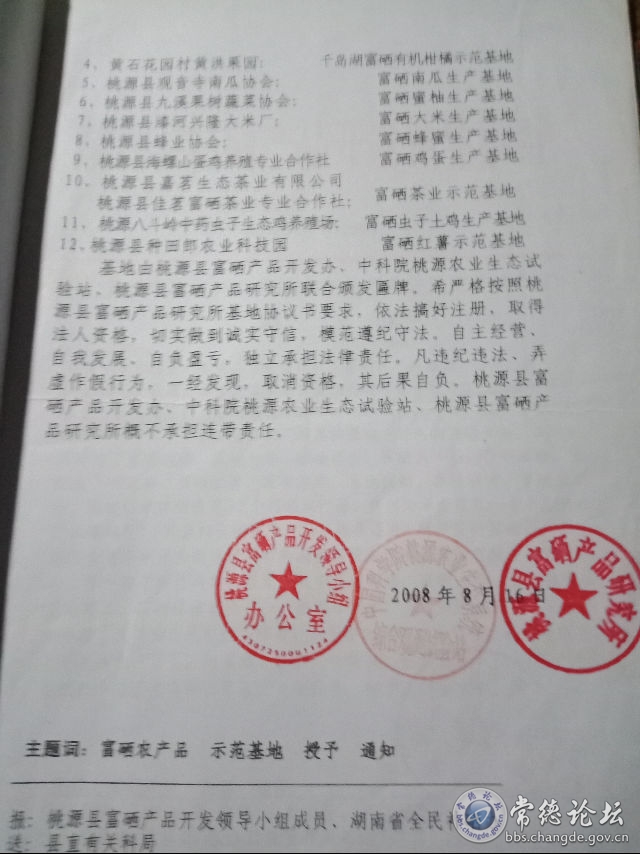 4、黄石花园村黄洪果园： 千岛湖富硒有机柑橘示范基地
5、桃源县观音寺南瓜协会； 富硒南瓜生产基地
6、桃源县九溪果树蔬菜协会； 富硒蜜柚生产基地
7、桃源县漆河兴隆大米厂； 富硒大米生产基地
8、桃源县蜂业协会； 富硒蜂蜜生产基地
9、桃源县海螺山蛋鸡养殖专业合作社 富硒鸡蛋生产基地
10、桃源县嘉茗生态茶业有限公司
桃源县佳茗富硒茶业专业合作社； 富硒茶业示范基地
11、桃源八斗岭中药虫子生态鸡养殖场； 富硒虫子土鸡生产基地
12、桃源县种田郎农业科技园 富硒红薯示范基地
基地由桃源县富硒产品开发办、中科院桃源农业生态试
验站、桃源县富硒产品研究所联合颁发匾牌。希严格按照桃
源县富硒产品研究所基地协议书要求，依法搞好注册，取得
法人资格，切实做到诚实守信，模范遵纪守法。自主经营、
自我发展、自负盈亏，独立承担法律责任。凡违纪违法、弄
虚作假行为，一经发现，取消资格，其后果自负。桃源县富
硒产品开发办、中科院桃源农业生态试验站、桃源县富硒产
品研究所概不承担连带责任。
桃源县富硒产品开发领导小组
办公室
4307250001124
2008年8月16日
桃源县富硒产品研究所
主题词：富硒农产品 示范基地 授予 通知
报：桃源县富硒产品开发领导小组成员、湖南省全民
送：县直有关科局
常德论坛
bbs.changde.gov.cn